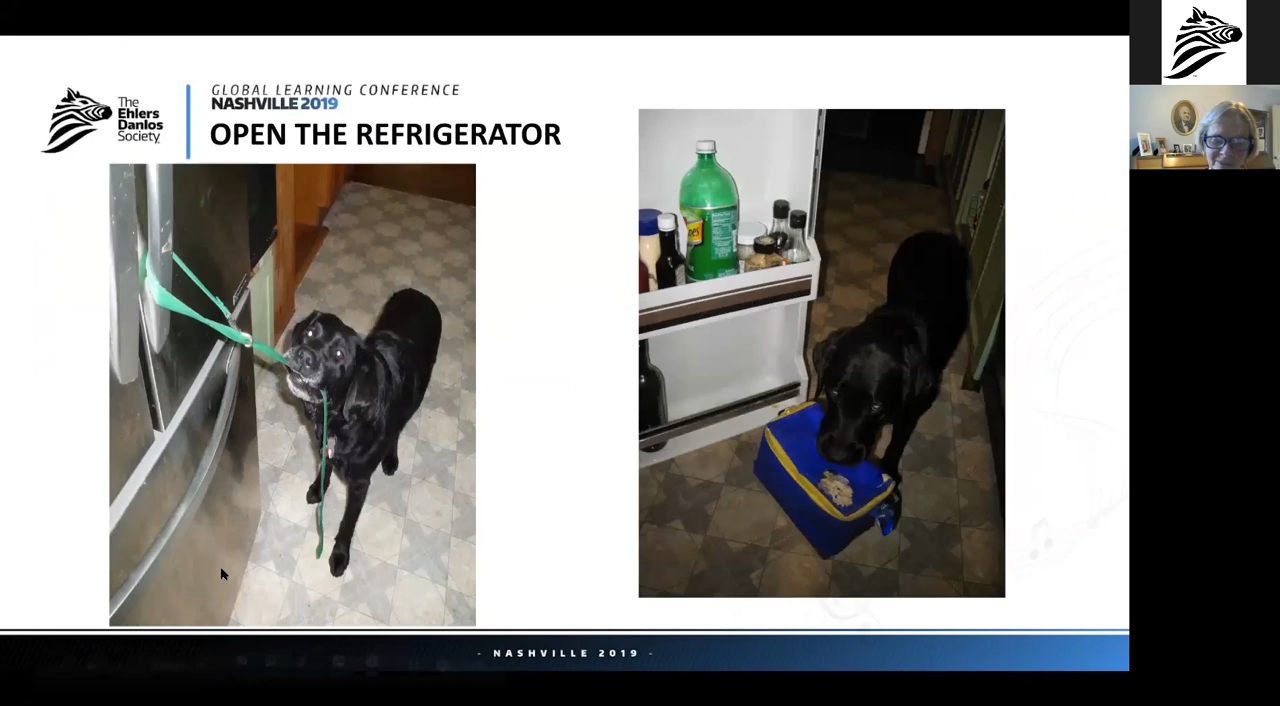 The
Ehlers
Danlos
Society
GLOBAL LEARNING CONFERENCE
NASHVILLE 2019
OPEN THE REFRIGERATOR
- NASHVILLE 2019 -